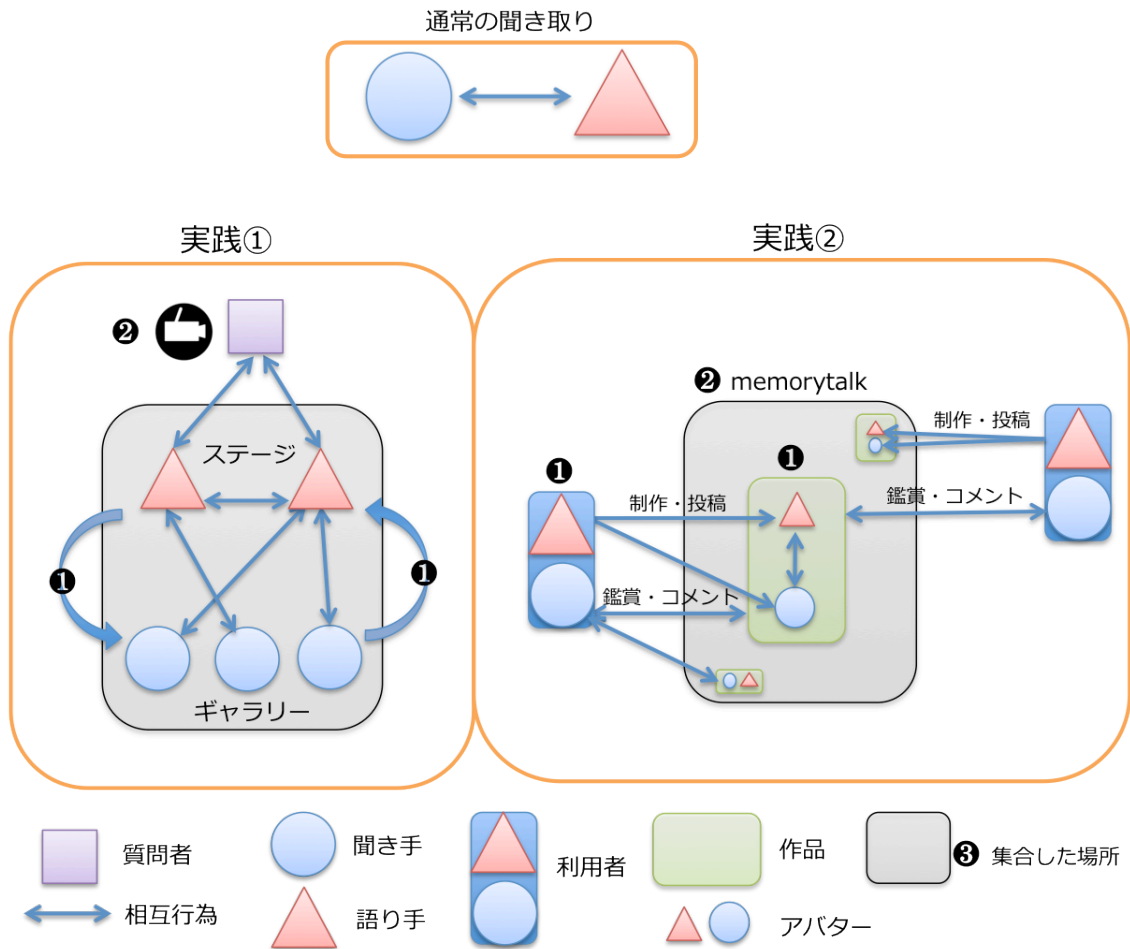 通常の聞き取り
実践①
実践②
❷
❷ memorytalk
ステージ
制作・投稿
❶
❶
制作・投稿
鑑賞・コメント
❶
❶
鑑賞・コメント
ギャラリー
質問者
聞き手
利用者
作品
❸ 集合した場所
相互行為
語り手
アバター